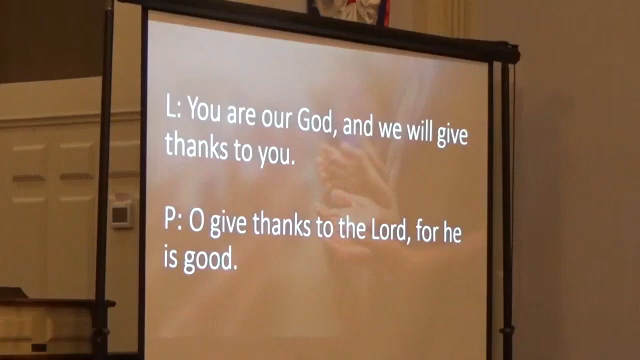 L: You are our God, and we will give
thanks to you.
P: O give thanks to the Lord, for he
is good.